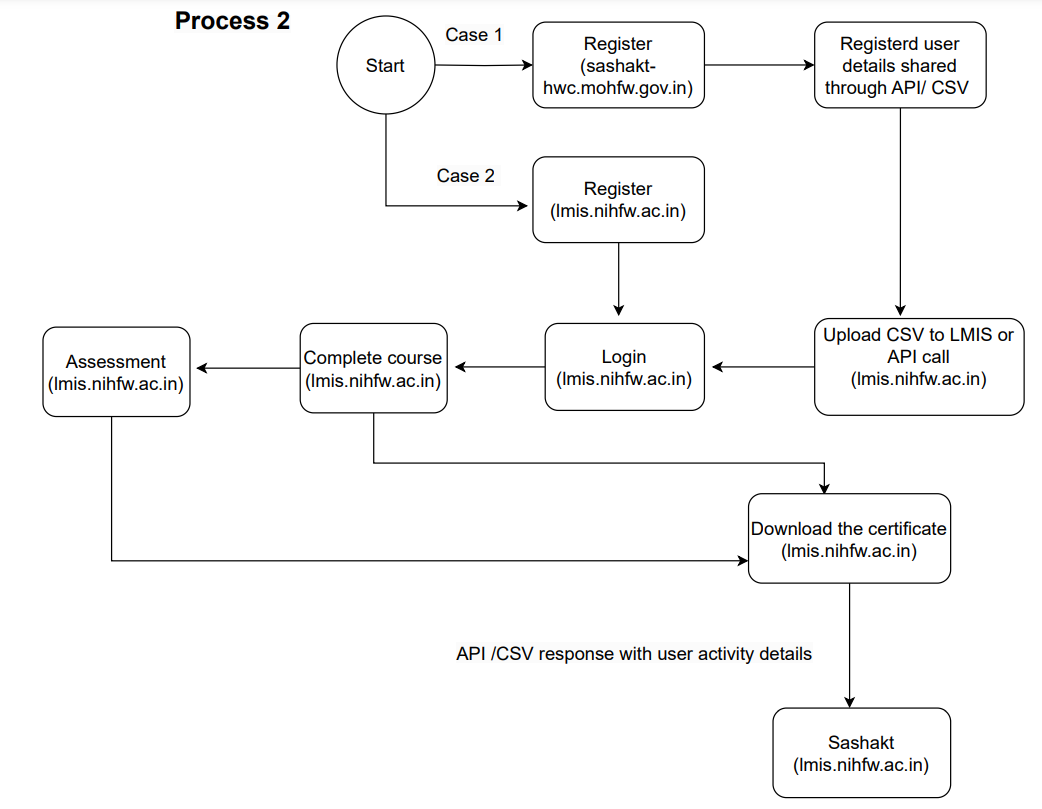 Process 2
Start
Case 1
Register
(sashakt-
hwc.mohfw.gov.in)
Registerd user
details shared
through API/ CSV
Case 2
Register
(lmis.nihfw.ac.in)
Assessment
(lmis.nihfw.ac.in)
Complete course
(lmis.nihfw.ac.in)
Login
(lmis.nihfw.ac.in)
Upload CSV to LMIS or
API call
(lmis.nihfw.ac.in)
Download the certificate
(lmis.nihfw.ac.in)
API /CSV response with user activity details
Sashakt
(lmis.nihfw.ac.in)